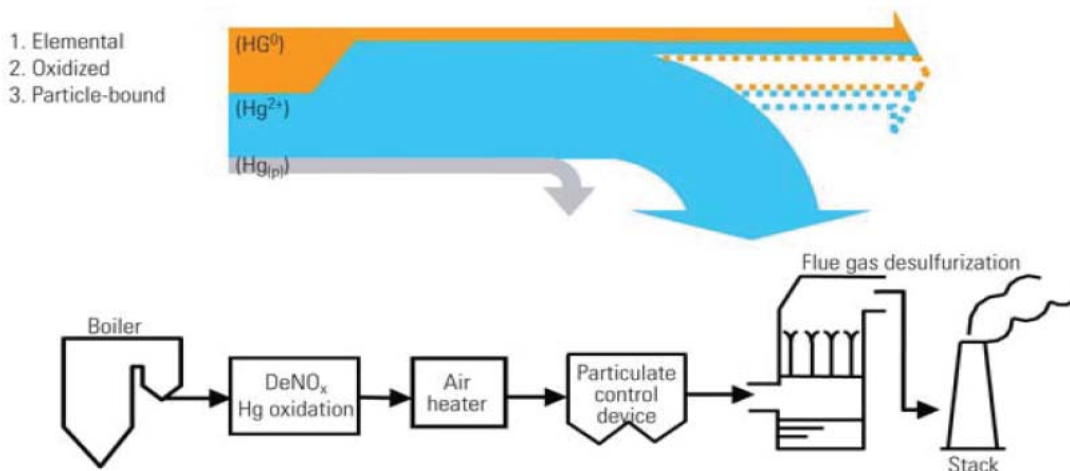 1. Elemental
2. Oxidized
3. Particle-bound
(HG⁰)
(Hg²⁺)
(Hg₍ₚ₎)
Flue gas desulfurization
Boiler
DeNOₓ
Hg oxidation
Air
heater
Particulate
control
device
Stack